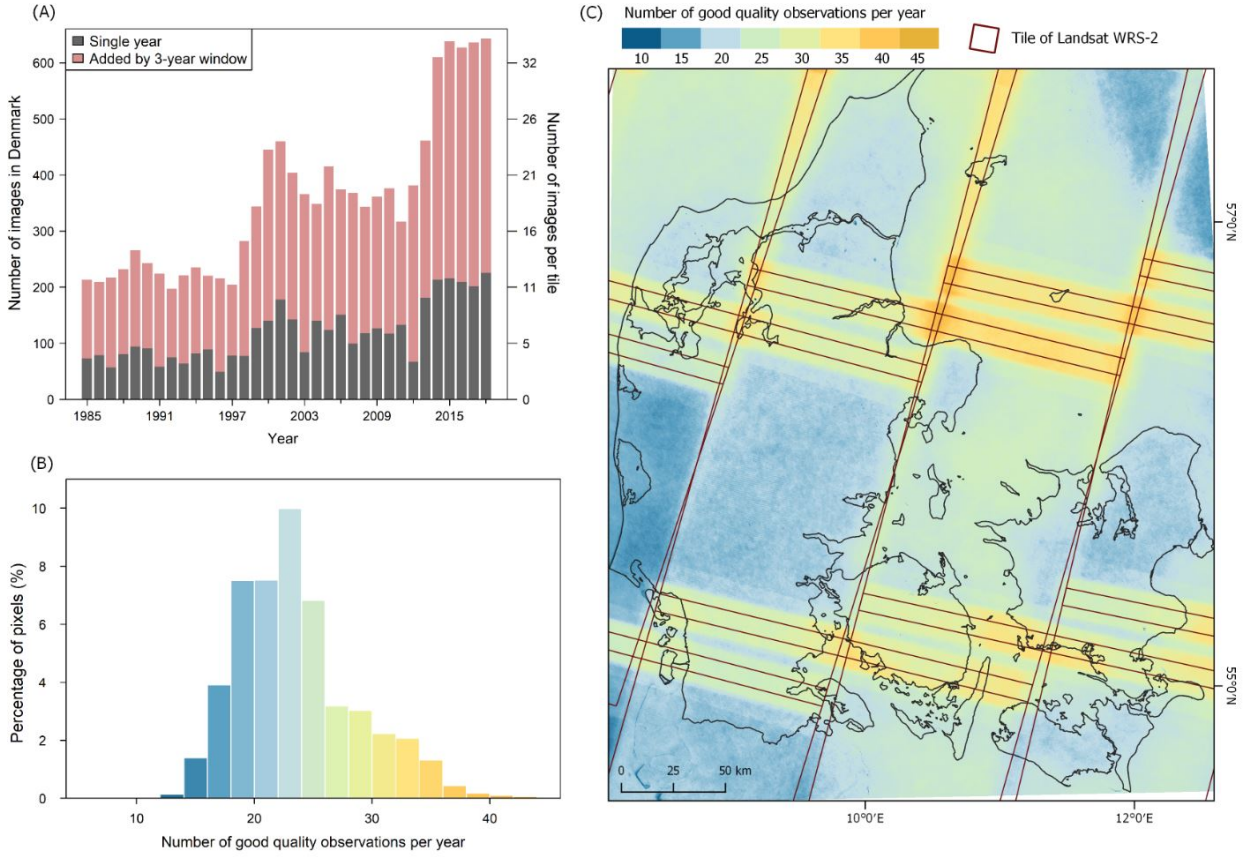 (A)
Single year
Added by 3-year window
Number of images in Denmark
0
100
200
300
400
500
600
0
5
11
16
21
26
32
Number of images per tile
1985
1991
1997
2003
2009
2015
Year
(B)
Percentage of pixels (%)
0
2
4
6
8
10
10
20
30
40
Number of good quality observations per year
(C)
Number of good quality observations per year
10 15 20 25 30 35 40 45
Tile of Landsat WRS-2
57°0'N
55°0'N
0 25 50 km
10°0'E
12°0'E